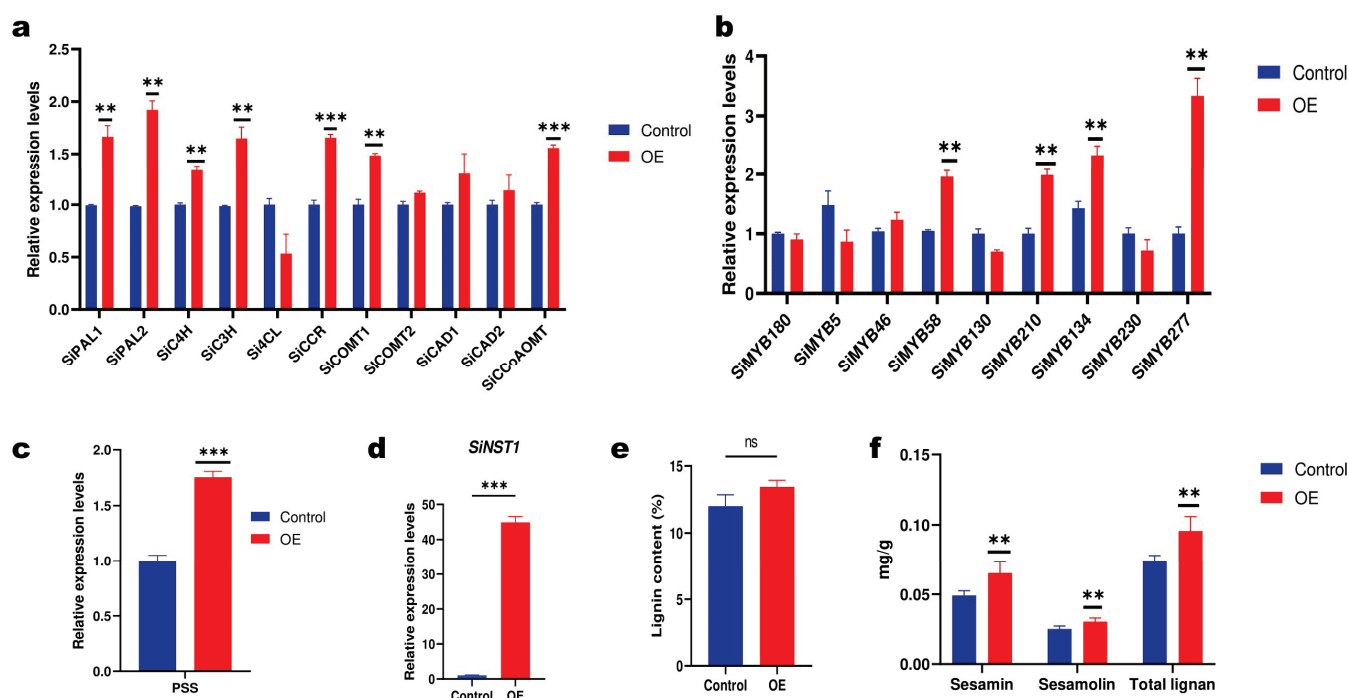 a
Relative expression levels
2.5
2.0
1.5
1.0
0.5
0.0
**
**
**
**
***
**
***
Control
OE
SiPAL1
SiPAL2
SiC4H
SiC3H
Si4CL
SiCCR
SiCOMT1
SiCOMT2
SiCAD1
SiCAD2
SiCCoAOMT
b
Relative expression levels
4
3
2
1
0
**
**
**
**
Control
OE
SiMYB180
SiMYB5
SiMYB46
SiMYB58
SiMYB130
SiMYB210
SiMYB134
SiMYB230
SiMYB277
c
Relative expression levels
2.0
1.5
1.0
0.5
0.0
***
Control
OE
PSS
d
SiNST1
Relative expression levels
50
40
30
20
10
0
***
Control OE
e
Lignin content (%)
15
10
5
0
ns
Control OE
f
mg/g
0.15
0.10
0.05
0.00
**
**
**
Control
OE
Sesamin Sesamolin Total lignan